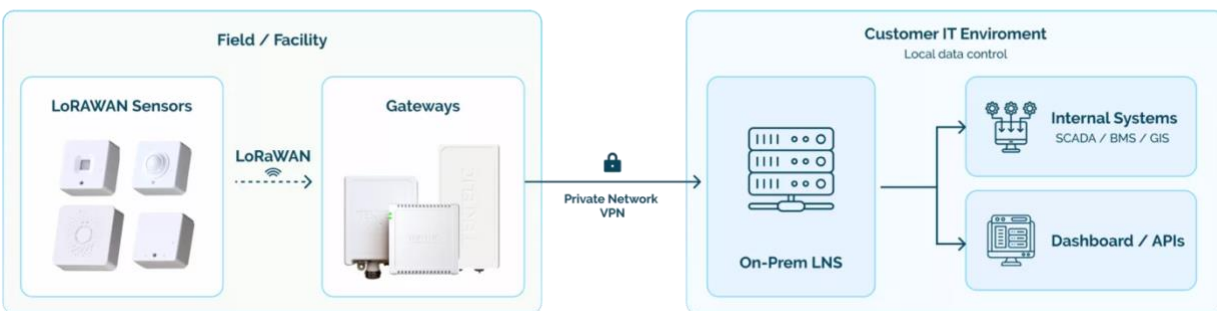 Field / Facility
LoRAWAN Sensors
LoRaWAN
Gateways
TEKTELIC
Private Network
VPN
Customer IT Enviroment
Local data control
On-Prem LNS
Internal Systems
SCADA / BMS / GIS
Dashboard / APIs